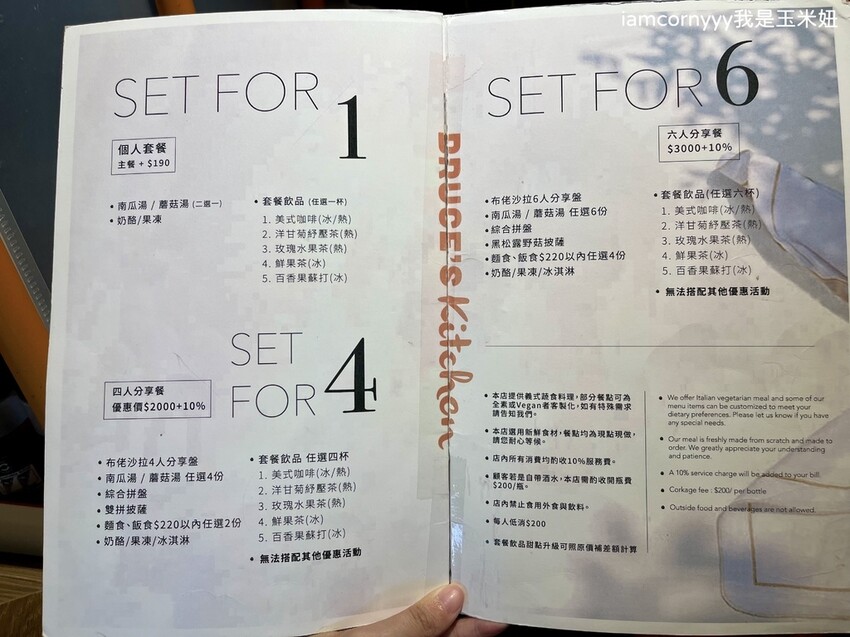 iamcornyyy我是玉米妞
SET FOR 1
個人套餐
主餐 + $190
• 南瓜湯 / 蘑菇湯 (二選一)
• 奶酪/果凍
• 套餐飲品 (任選一杯)
1. 美式咖啡(冰/熱)
2. 洋甘菊紓壓茶(熱)
3. 玫瑰水果茶(熱)
4. 鮮果茶(冰)
5. 百香果蘇打(冰)
SET
FOR 4
四人分享餐
優惠價$2000+10%
• 布佬沙拉4人分享盤
• 南瓜湯 / 蘑菇湯 任選4份
• 綜合拼盤
• 雙拼披薩
• 麵食、飯食$220以內任選2份
• 奶酪/果凍/冰淇淋
• 套餐飲品 任選四杯
1. 美式咖啡(冰/熱)
2. 洋甘菊紓壓茶(熱)
3. 玫瑰水果茶(熱)
4. 鮮果茶(冰)
5. 百香果蘇打(冰)
• 無法搭配其他優惠活動
BRUCE'S Kitchen
SET FOR 6
六人分享餐
$3000+10%
• 布佬沙拉6人分享盤
• 南瓜湯 / 蘑菇湯 任選6份
• 綜合拼盤
• 黑松露野菇披薩
• 麵食、飯食$220以內任選4份
• 奶酪/果凍/冰淇淋
• 套餐飲品(任選六杯)
1. 美式咖啡(冰/熱)
2. 洋甘菊紓壓茶(熱)
3. 玫瑰水果茶(熱)
4. 鮮果茶(冰)
5. 百香果蘇打(冰)
• 無法搭配其他優惠活動
• 本店提供義式蔬食料理，部分餐點可為
全素或Vegan者客製化，如有特殊需求
請告知我們。
• 本店選用新鮮食材，餐點均為現點現做，
請您耐心等候。
• 店內所有消費均酌收10%服務費。
• 顧客若是自帶酒水，本店需酌收開瓶費
$200/瓶。
• 店內禁止食用外食與飲料。
• 每人低消$200
• 套餐飲品甜點升級可照原價補差額計算
• We offer Italian vegetarian meal and some of our
menu items can be customized to meet your
dietary preferences. Please let us know if you have
any special needs.
• Our meal is freshly made from scratch and made to
order. We greatly appreciate your understanding
and patience.
• A 10% service charge will be added to your bill.
• Corkage fee : $200/ per bottle
• Outside food and beverages are not allowed.